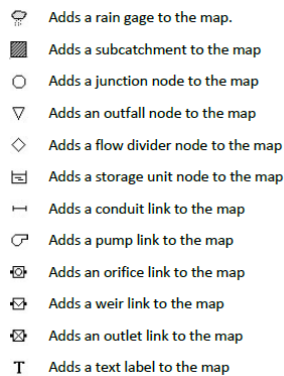 Adds a rain gage to the map.
Adds a subcatchment to the map
Adds a junction node to the map
Adds an outfall node to the map
Adds a flow divider node to the map
Adds a storage unit node to the map
Adds a conduit link to the map
Adds a pump link to the map
Adds an orifice link to the map
Adds a weir link to the map
Adds an outlet link to the map
T Adds a text label to the map